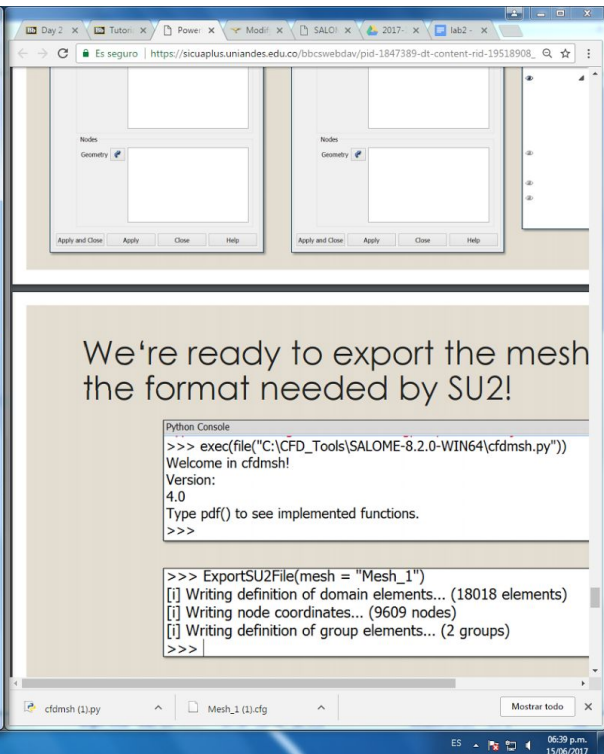 Day 2
Tutori
Power
Modif
SALO
2017-
lab2 -
Es seguro | https://sicuaplus.uniandes.edu.co/bbcswebdav/pid-1847389-dt-content-rid-19518908_
Nodes
Geometry
Apply and Close Apply Close Help
Nodes
Geometry
Apply and Close Apply Close Help
We're ready to export the mesh
the format needed by SU2!
Python Console
>>> exec(file("C:\CFD_Tools\SALOME-8.2.0-WIN64\cfdmsh.py"))
Welcome in cfdmsh!
Version:
4.0
Type pdf() to see implemented functions.
>>>
>>> ExportSU2File(mesh = "Mesh_1")
[i] Writing definition of domain elements... (18018 elements)
[i] Writing node coordinates... (9609 nodes)
[i] Writing definition of group elements... (2 groups)
>>>
cfdmsh (1).py
Mesh_1 (1).cfg
Mostrar todo
ES
06:39 p.m.
15/06/2017